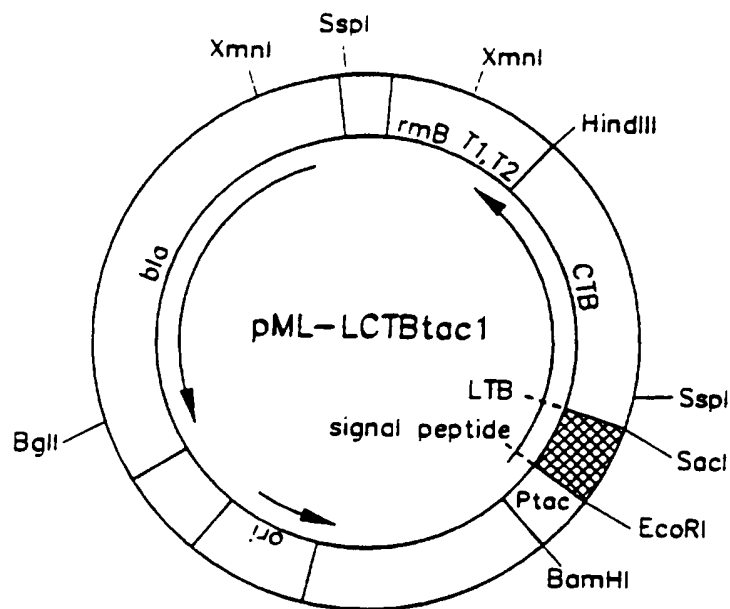 SspI
XmnI
XmnI
HindIII
rmB T1,T2
bla
CTB
pML-LCTBtac1
LTB
SspI
signal peptide
BglI
SacI
Ptac
EcoRI
ori
BamHI